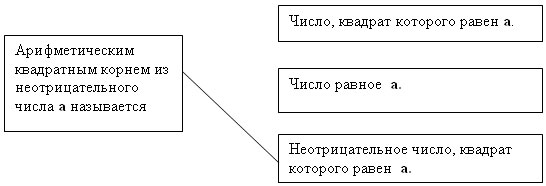 Арифметическим
квадратным корнем из
неотрицательного
числа а называется
Число, квадрат которого равен а.
Число равное а.
Неотрицательное число, квадрат
которого равен а.